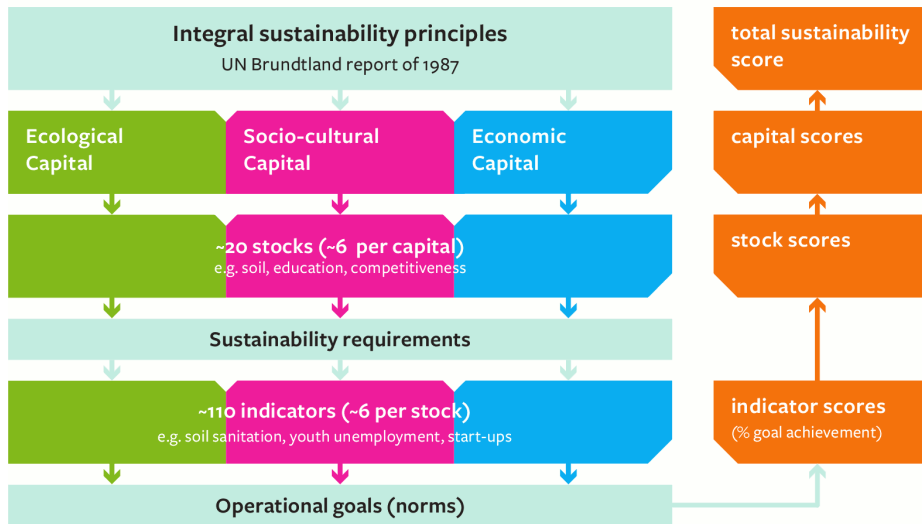 Integral sustainability principles
UN Brundtland report of 1987
Ecological
Capital
Socio-cultural
Capital
Economic
Capital
~20 stocks (~6 per capital)
e.g. soil, education, competitiveness
Sustainability requirements
~110 indicators (~6 per stock)
e.g. soil sanitation, youth unemployment, start-ups
Operational goals (norms)
total sustainability
score
capital scores
stock scores
indicator scores
(% goal achievement)